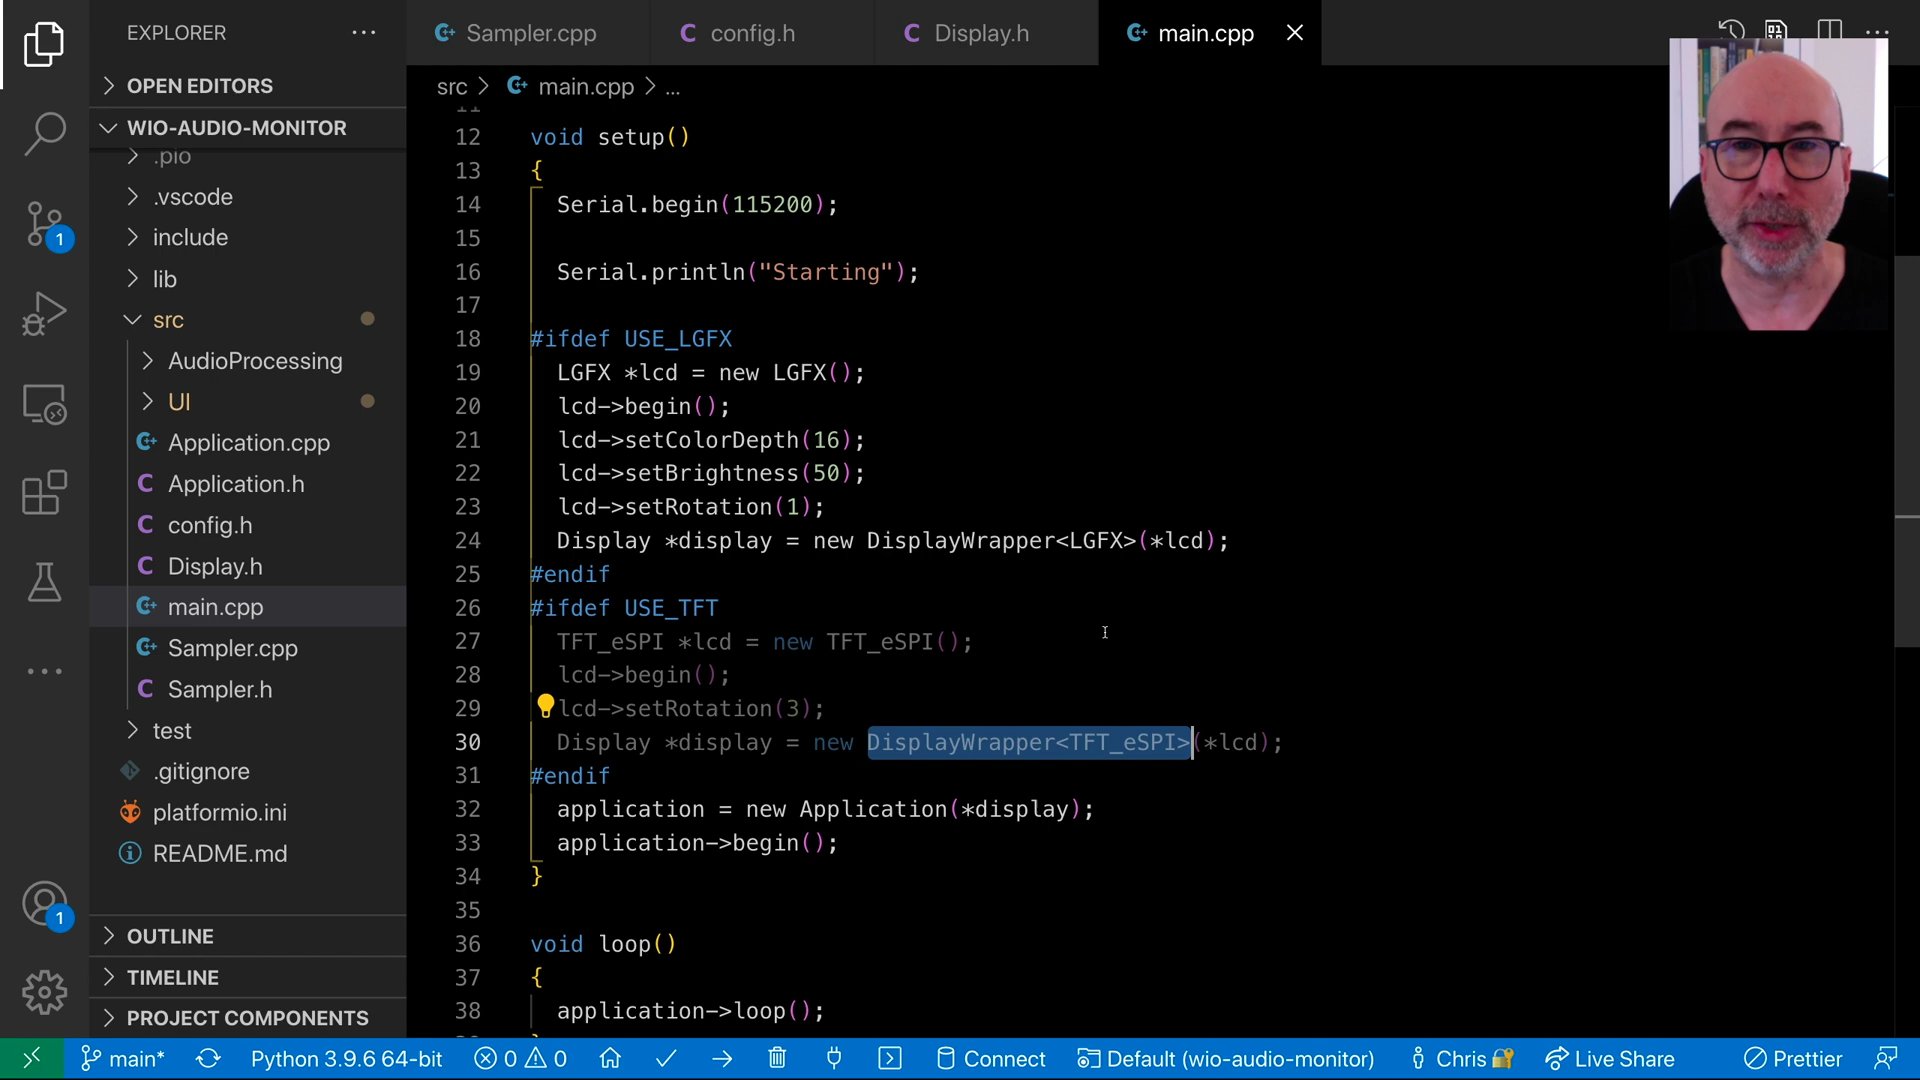 EXPLORER
OPEN EDITORS
WIO-AUDIO-MONITOR
.pio
.vscode
include
lib
src
AudioProcessing
UI
Application.cpp
Application.h
config.h
Display.h
main.cpp
Sampler.cpp
Sampler.h
test
.gitignore
platformio.ini
README.md
OUTLINE
TIMELINE
PROJECT COMPONENTS
1
1
Sampler.cpp config.h Display.h main.cpp
src > main.cpp > ...
11
12 void setup()
13 {
14 Serial.begin(115200);
15
16 Serial.println("Starting");
17
18 #ifdef USE_LGFX
19 LGFX *lcd = new LGFX();
20 lcd->begin();
21 lcd->setColorDepth(16);
22 lcd->setBrightness(50);
23 lcd->setRotation(1);
24 Display *display = new DisplayWrapper<LGFX>(*lcd);
25 #endif
26 #ifdef USE_TFT
27 TFT_eSPI *lcd = new TFT_eSPI();
28 lcd->begin();
29 lcd->setRotation(3);
30 Display *display = new DisplayWrapper<TFT_eSPI>(*lcd);
31 #endif
32 application = new Application(*display);
33 application->begin();
34 }
35
36 void loop()
37 {
38 application->loop();
main* Python 3.9.6 64-bit 0 0 Connect Default (wio-audio-monitor) Chris Live Share Prettier